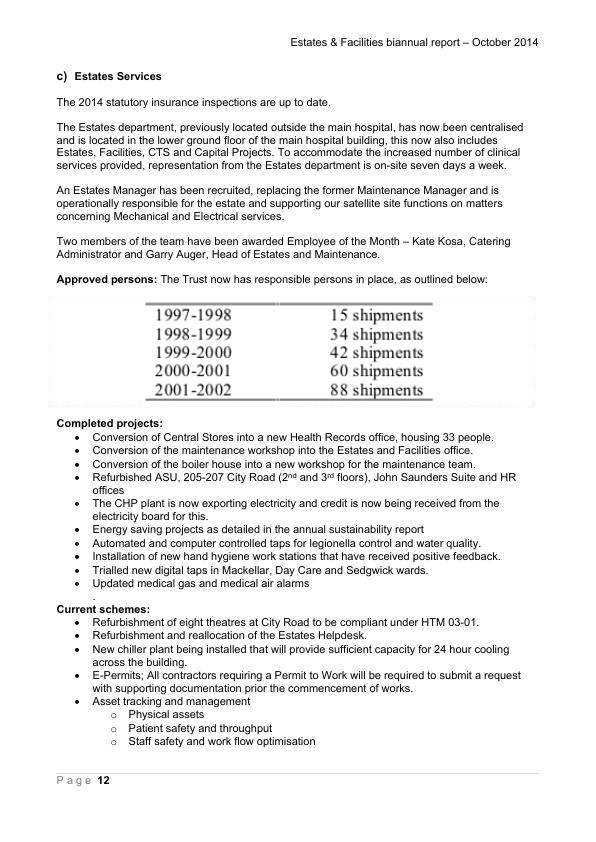 Estates & Facilities biannual report – October 2014
c) Estates Services
The 2014 statutory insurance inspections are up to date.
The Estates department, previously located outside the main hospital, has now been centralised
and is located in the lower ground floor of the main hospital building, this now also includes
Estates, Facilities, CTS and Capital Projects. To accommodate the increased number of clinical
services provided, representation from the Estates department is on-site seven days a week.
An Estates Manager has been recruited, replacing the former Maintenance Manager and is
operationally responsible for the estate and supporting our satellite site functions on matters
concerning Mechanical and Electrical services.
Two members of the team have been awarded Employee of the Month – Kate Kosa, Catering
Administrator and Garry Auger, Head of Estates and Maintenance.
Approved persons: The Trust now has responsible persons in place, as outlined below:
1997-1998 15 shipments
1998-1999 34 shipments
1999-2000 42 shipments
2000-2001 60 shipments
2001-2002 88 shipments
Completed projects:
• Conversion of Central Stores into a new Health Records office, housing 33 people.
• Conversion of the maintenance workshop into the Estates and Facilities office.
• Conversion of the boiler house into a new workshop for the maintenance team.
• Refurbished ASU, 205-207 City Road (2nd and 3rd floors), John Saunders Suite and HR
offices
• The CHP plant is now exporting electricity and credit is now being received from the
electricity board for this.
• Energy saving projects as detailed in the annual sustainability report
• Automated and computer controlled taps for legionella control and water quality.
• Installation of new hand hygiene work stations that have received positive feedback.
• Trialled new digital taps in Mackellar, Day Care and Sedgwick wards.
• Updated medical gas and medical air alarms
.
Current schemes:
• Refurbishment of eight theatres at City Road to be compliant under HTM 03-01.
• Refurbishment and reallocation of the Estates Helpdesk.
• New chiller plant being installed that will provide sufficient capacity for 24 hour cooling
across the building.
• E-Permits; All contractors requiring a Permit to Work will be required to submit a request
with supporting documentation prior the commencement of works.
• Asset tracking and management
○ Physical assets
○ Patient safety and throughput
○ Staff safety and work flow optimisation
Page 12